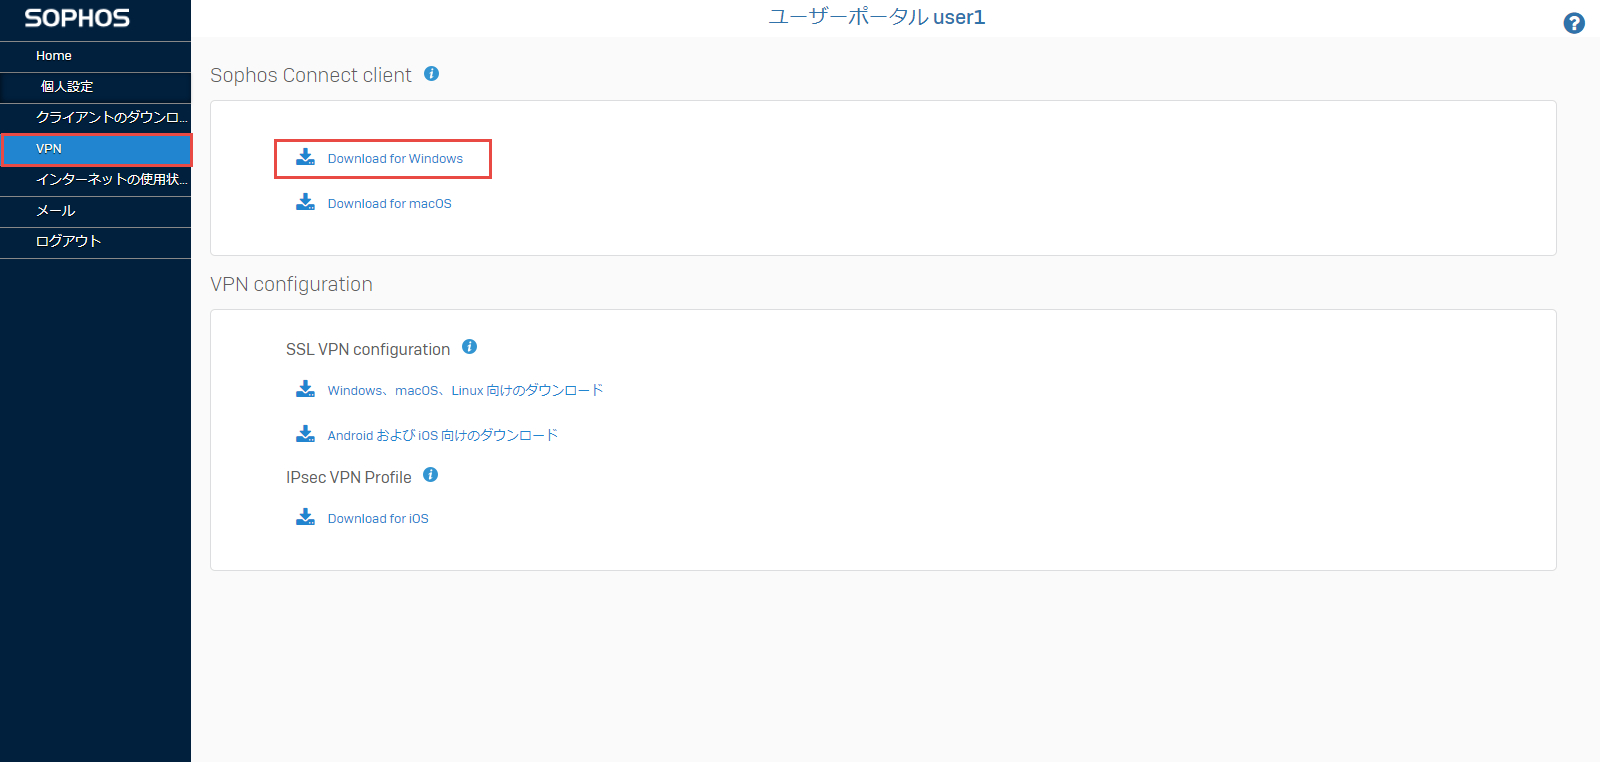 SOPHOS
ユーザーポータル user1
?
Home
個人設定
クライアントのダウンロ...
VPN
インターネットの使用状...
メール
ログアウト
Sophos Connect client i
Download for Windows
Download for macOS
VPN configuration
SSL VPN configuration i
Windows、macOS、Linux 向けのダウンロード
Android および iOS 向けのダウンロード
IPsec VPN Profile i
Download for iOS